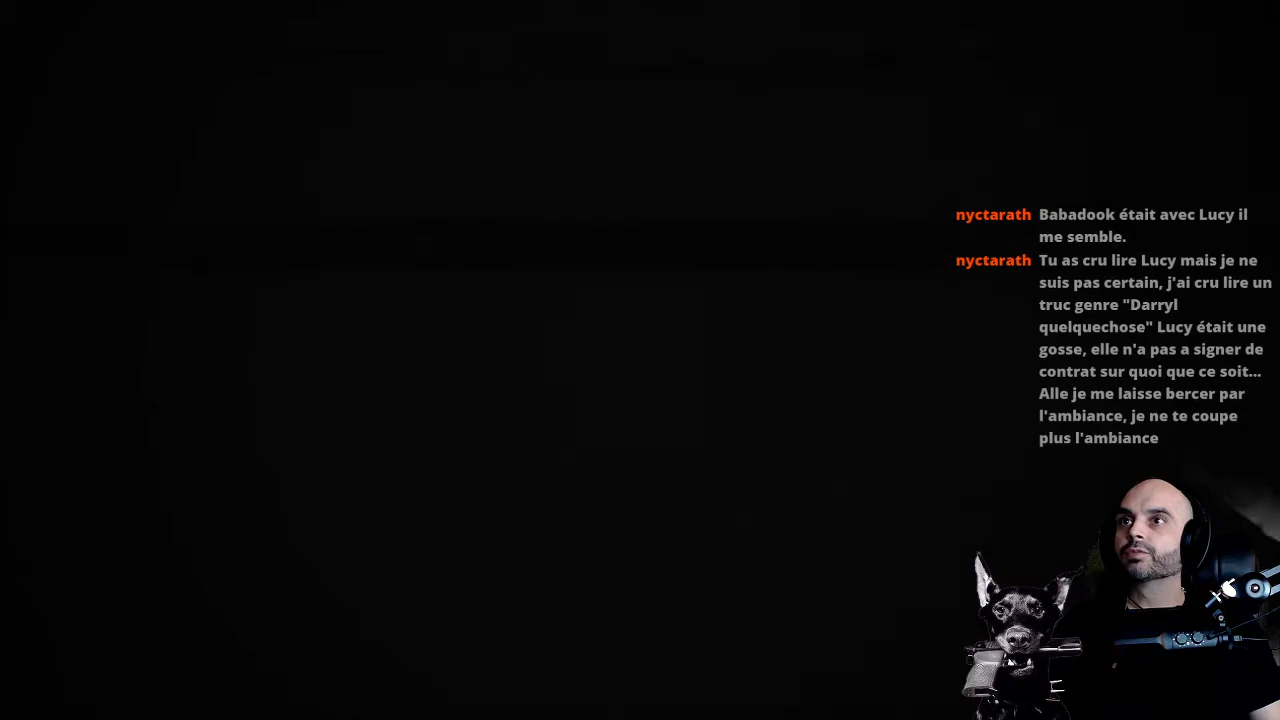 nyctarath Babadook était avec Lucy il
me semble.
nyctarath Tu as cru lire Lucy mais je ne
suis pas certain, j'ai cru lire un
truc genre "Darryl
quelquechose" Lucy était une
gosse, elle n'a pas a signer de
contrat sur quoi que ce soit...
Alle je me laisse bercer par
l'ambiance, je ne te coupe
plus l'ambiance